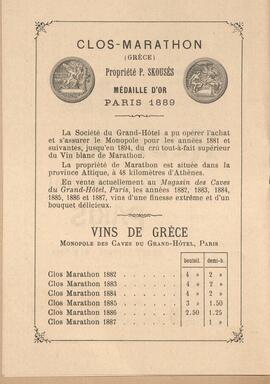 CLOS-MARATHON
(GRÈCE)
Propriété P. SKOUSÈS
MÉDAILLE D'OR
PARIS 1889
La Société du Grand-Hôtel a pu opérer l'achat
et s'assurer le Monopole pour les années 1881 et
suivantes, jusqu'en 1894, du crû tout-à-fait supérieur
du Vin blanc de Marathon.
La propriété de Marathon est située dans la
province Attique, à 48 kilomètres d'Athènes.
En vente actuellement au Magasin des Caves
du Grand-Hôtel, Paris, les années 1882, 1883, 1884,
1885, 1886 et 1887, vins d'une finesse extrême et d'un
bouquet délicieux.
VINS DE GRÈCE
MONOPOLE DES CAVES DU GRAND-HÔTEL, PARIS
bouteil. demi-b.
Clos Marathon 1882 . . . . . . 4 » 2 »
Clos Marathon 1883 . . . . . . 4 » 2 »
Clos Marathon 1884 . . . . . . 4 » 2 »
Clos Marathon 1885 . . . . . . 3 » 1.50
Clos Marathon 1886 . . . . . . 2.50 1.25
Clos Marathon 1887 . . . . . . 1 »